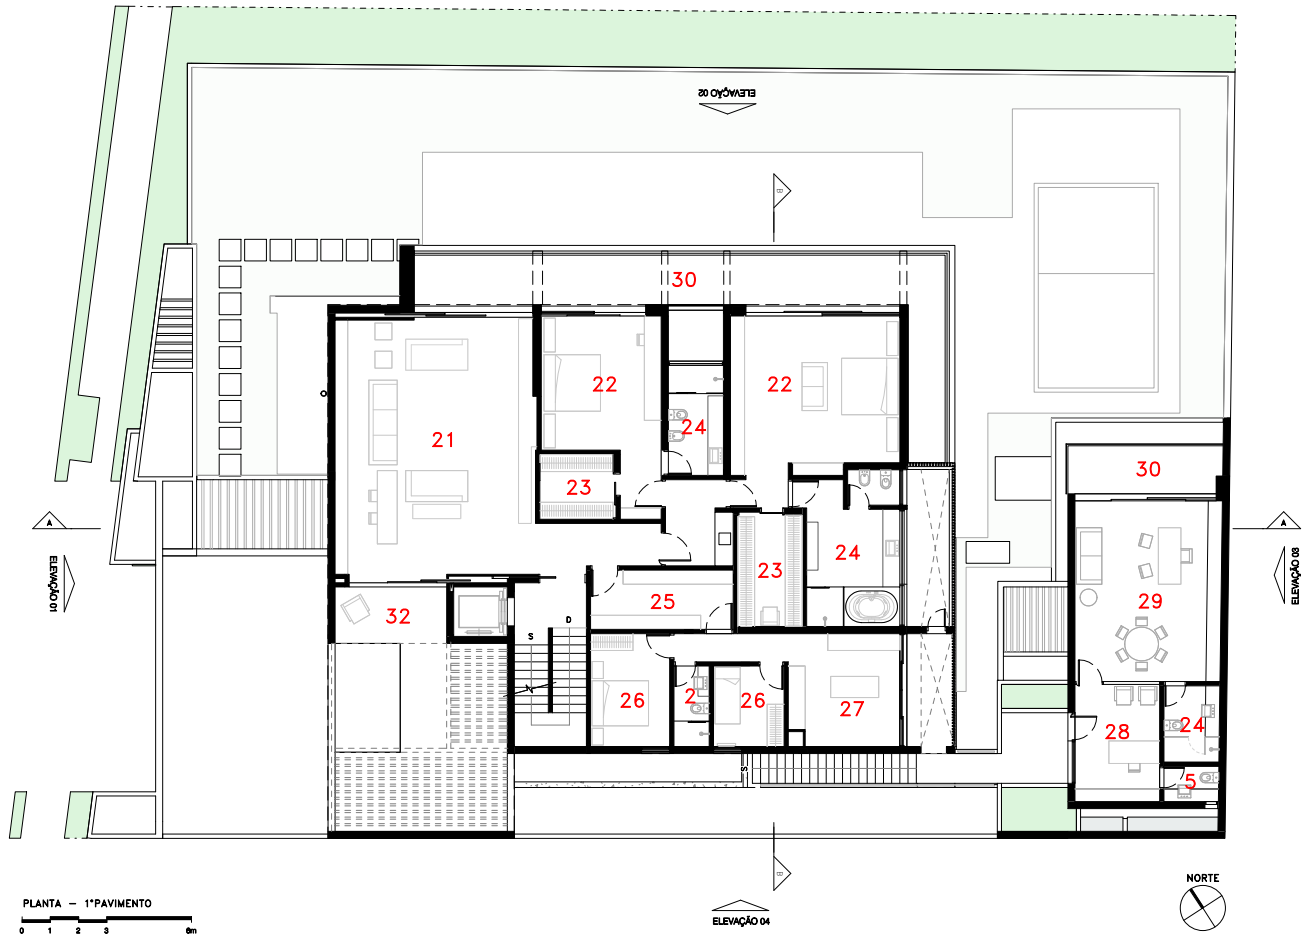 ELEVAÇÃO 02
B
30
22
22
24
21
30
23
A
A
ELEVAÇÃO 01
24
23
ELEVAÇÃO 03
25
29
32
D
S
26
2
26
27
28
24
S
5
B
NORTE
PLANTA – 1°PAVIMENTO
0 1 2 3 6m
ELEVAÇÃO 04